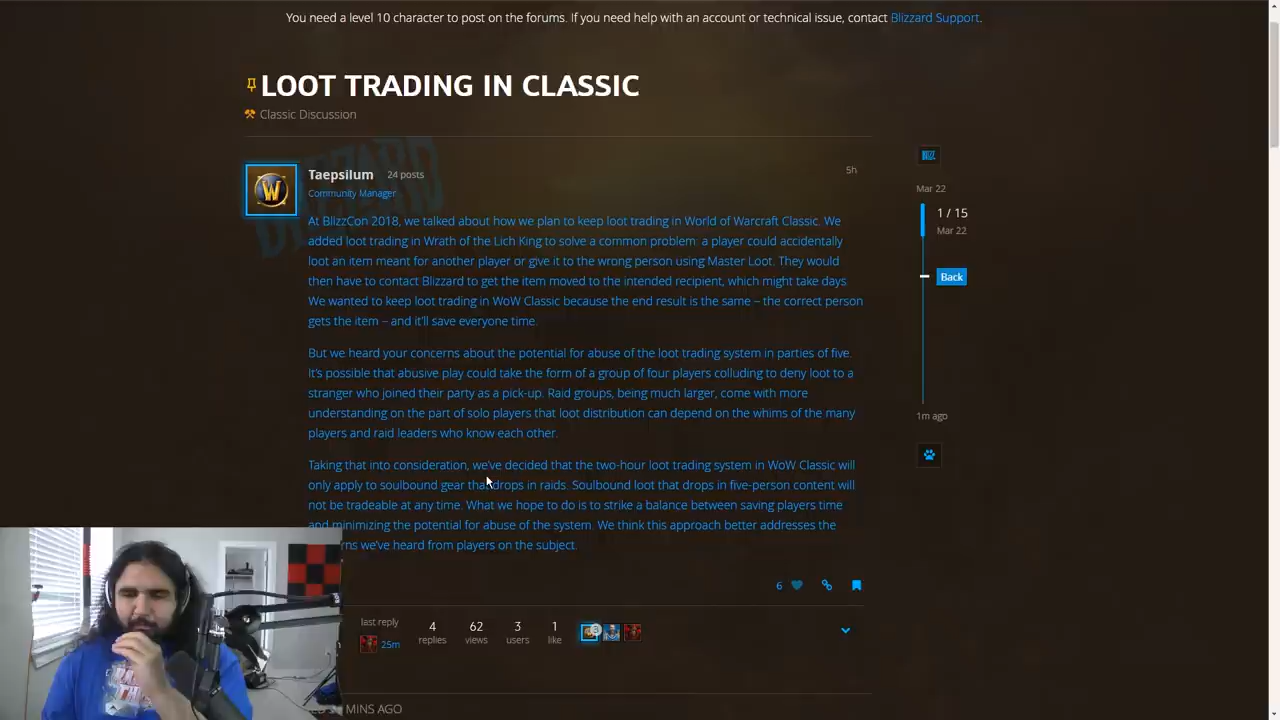 You need a level 10 character to post on the forums. If you need help with an account or technical issue, contact Blizzard Support.
LOOT TRADING IN CLASSIC
Classic Discussion
Taepsilum 24 posts
5h
Community Manager
At BlizzCon 2018, we talked about how we plan to keep loot trading in World of Warcraft Classic. We
added loot trading in Wrath of the Lich King to solve a common problem: a player could accidentally
loot an item meant for another player or give it to the wrong person using Master Loot. They would
then have to contact Blizzard to get the item moved to the intended recipient, which might take days.
We wanted to keep loot trading in WoW Classic because the end result is the same – the correct person
gets the item – and it'll save everyone time.
But we heard your concerns about the potential for abuse of the loot trading system in parties of five.
It's possible that abusive play could take the form of a group of four players colluding to deny loot to a
stranger who joined their party as a pick-up. Raid groups, being much larger, come with more
understanding on the part of solo players that loot distribution can depend on the whims of the many
players and raid leaders who know each other.
Taking that into consideration, we've decided that the two-hour loot trading system in WoW Classic will
only apply to soulbound gear that drops in raids. Soulbound loot that drops in five-person content will
not be tradeable at any time. What we hope to do is to strike a balance between saving players time
and minimizing the potential for abuse of the system. We think this approach better addresses the
we've heard from players on the subject.
6
last reply
25m
4
replies
62
views
3
users
1
like
MINS AGO
BLIZZARD
BLIZZ
Mar 22
1 / 15
Mar 22
Back
1m ago